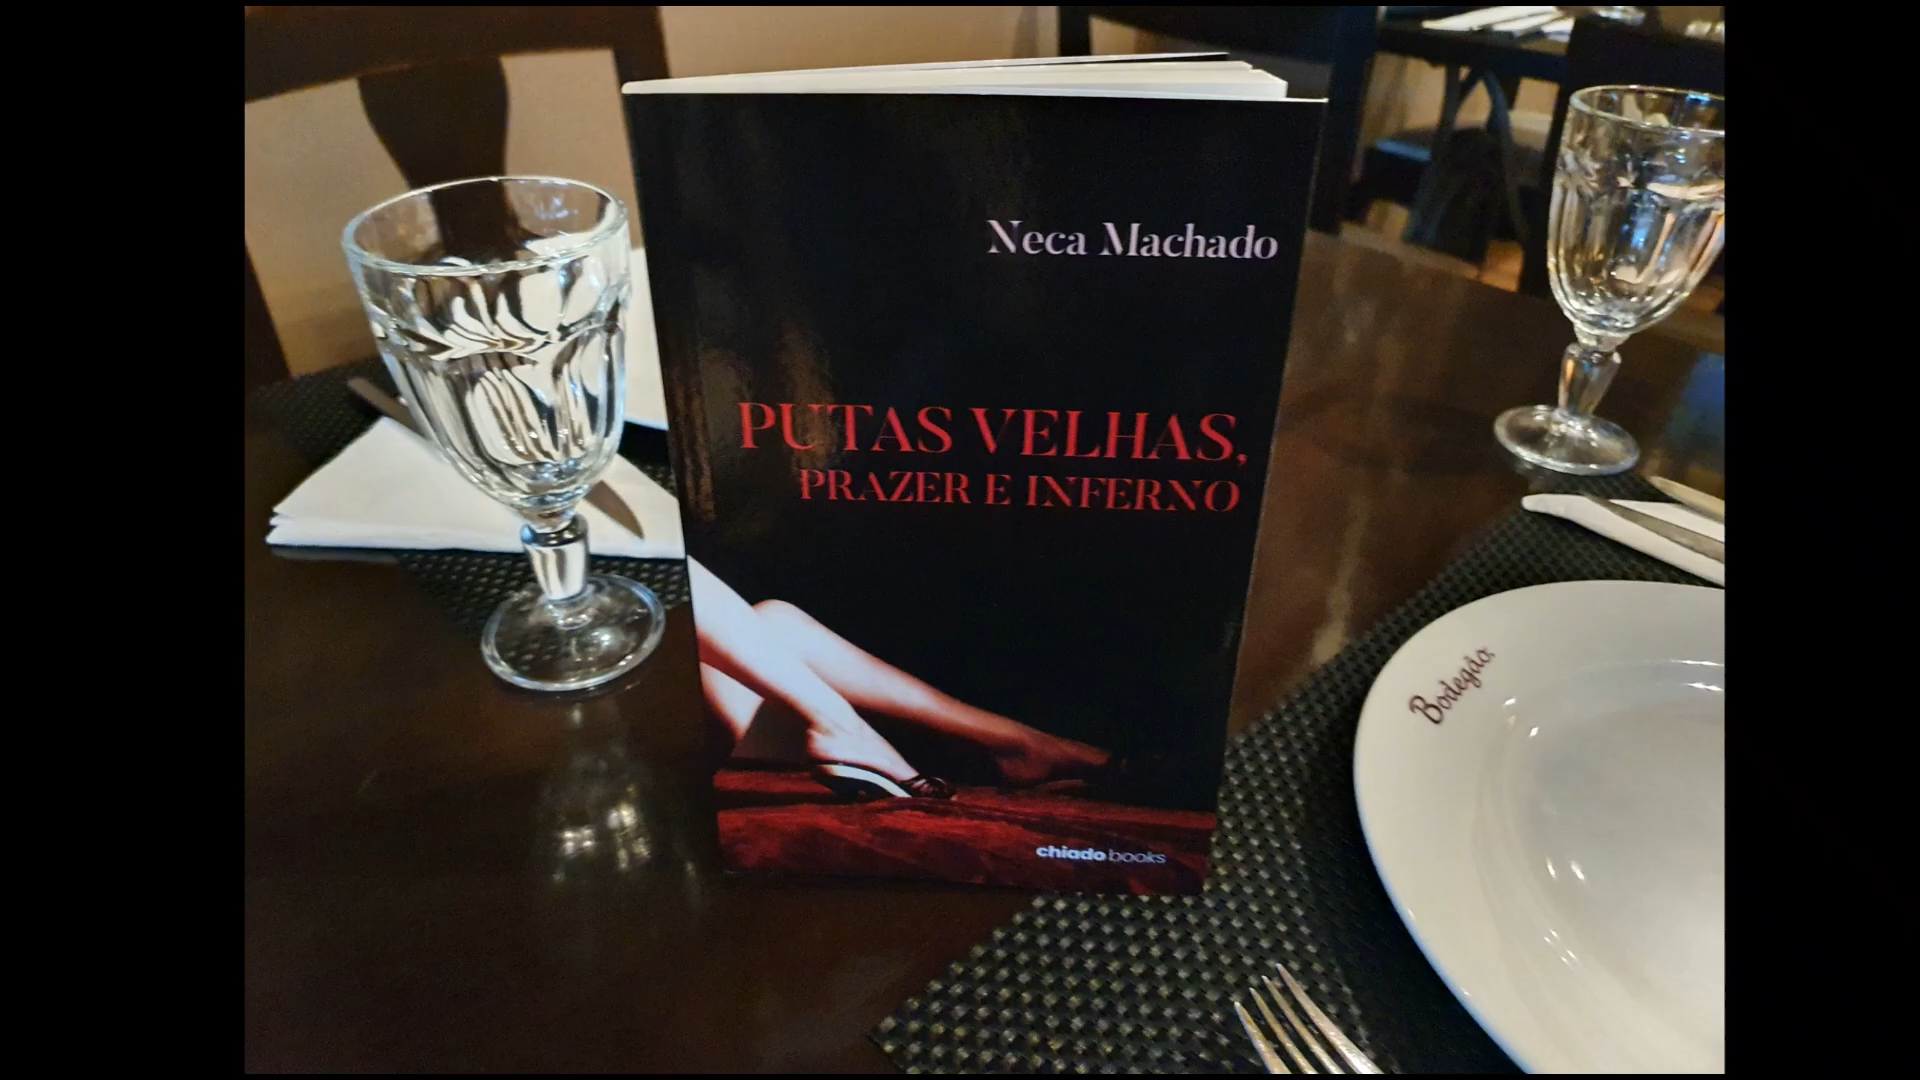 Neca Machado
PUTAS VELHAS,
PRAZER E INFERNO
chiado books
Bodegão